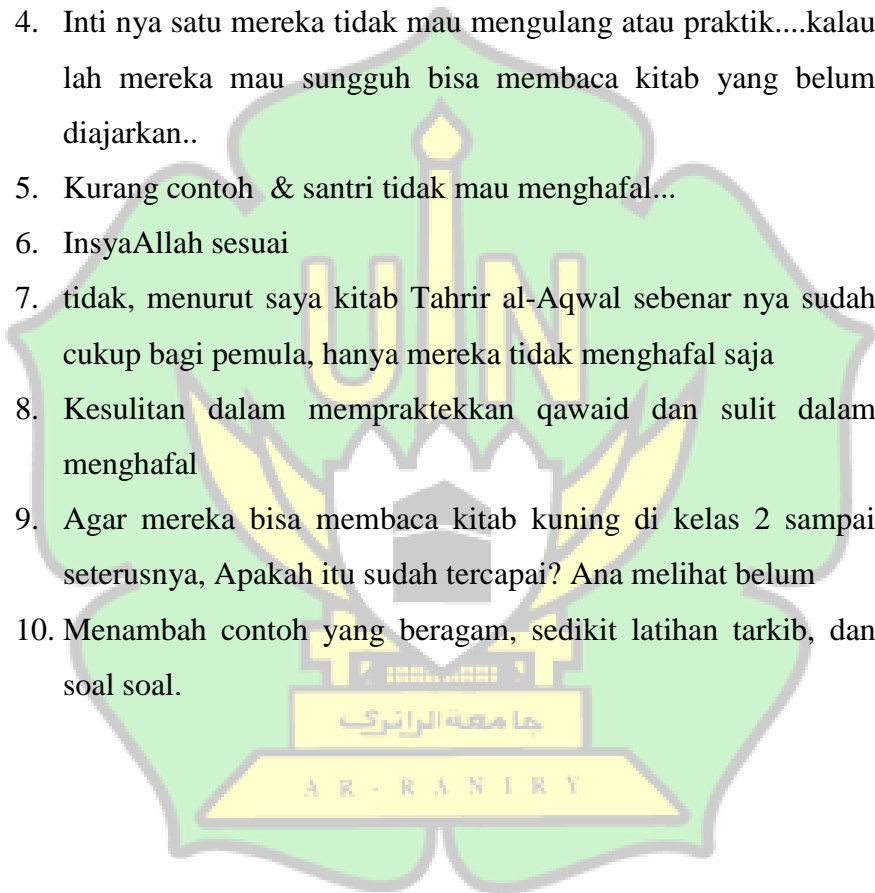 4. Inti nya satu mereka tidak mau mengulang atau praktik....kalau
lah mereka mau sungguh bisa membaca kitab yang belum
diajarkan..
5. Kurang contoh & santri tidak mau menghafal...
6. InsyaAllah sesuai
7. tidak, menurut saya kitab Tahrir al-Aqwal sebenar nya sudah
cukup bagi pemula, hanya mereka tidak menghafal saja
8. Kesulitan dalam mempraktekkan qawaid dan sulit dalam
menghafal
9. Agar mereka bisa membaca kitab kuning di kelas 2 sampai
seterusnya, Apakah itu sudah tercapai? Ana melihat belum
10. Menambah contoh yang beragam, sedikit latihan tarkib, dan
soal soal.
UIN
جامعةالرانري
AR-RANIRY